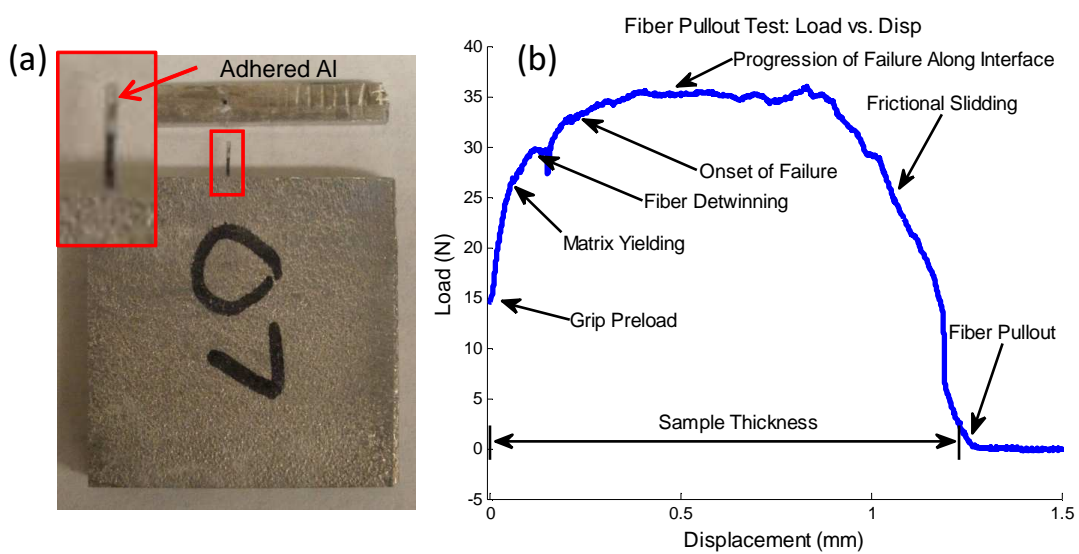 (a)
Adhered Al
07
(b)
Fiber Pullout Test: Load vs. Disp
40
35
30
25
20
15
10
5
0
-5
Load (N)
Progression of Failure Along Interface
Frictional Slidding
Onset of Failure
Fiber Detwinning
Matrix Yielding
Grip Preload
Fiber Pullout
Sample Thickness
0
0.5
1
1.5
Displacement (mm)